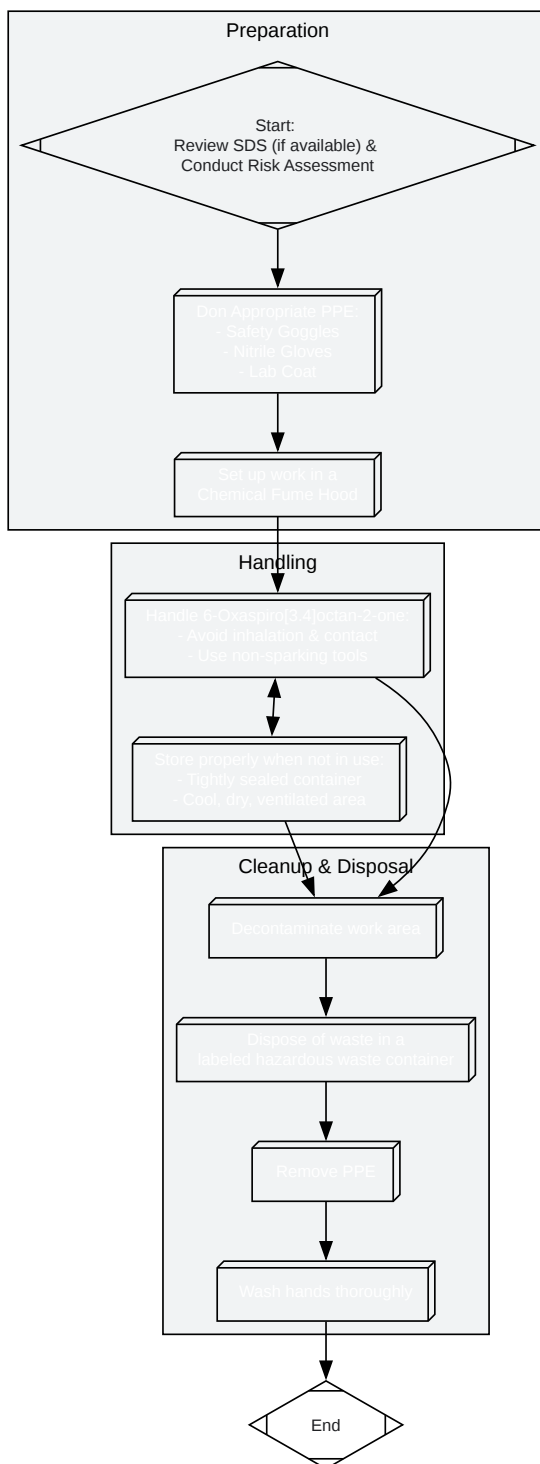 Preparation
Start:
Review SDS (if available) &
Conduct Risk Assessment
Don Appropriate PPE:
- Safety Goggles
- Nitrile Gloves
- Lab Coat
Set up work in a
Chemical Fume Hood
Handling
Handle 6-Oxaspiro[3.4]octan-2-one:
- Avoid inhalation & contact
- Use non-sparking tools
Store properly when not in use:
- Tightly sealed container
- Cool, dry, ventilated area
Cleanup & Disposal
Decontaminate work area
Dispose of waste in a
labeled hazardous waste container
Remove PPE
Wash hands thoroughly
End